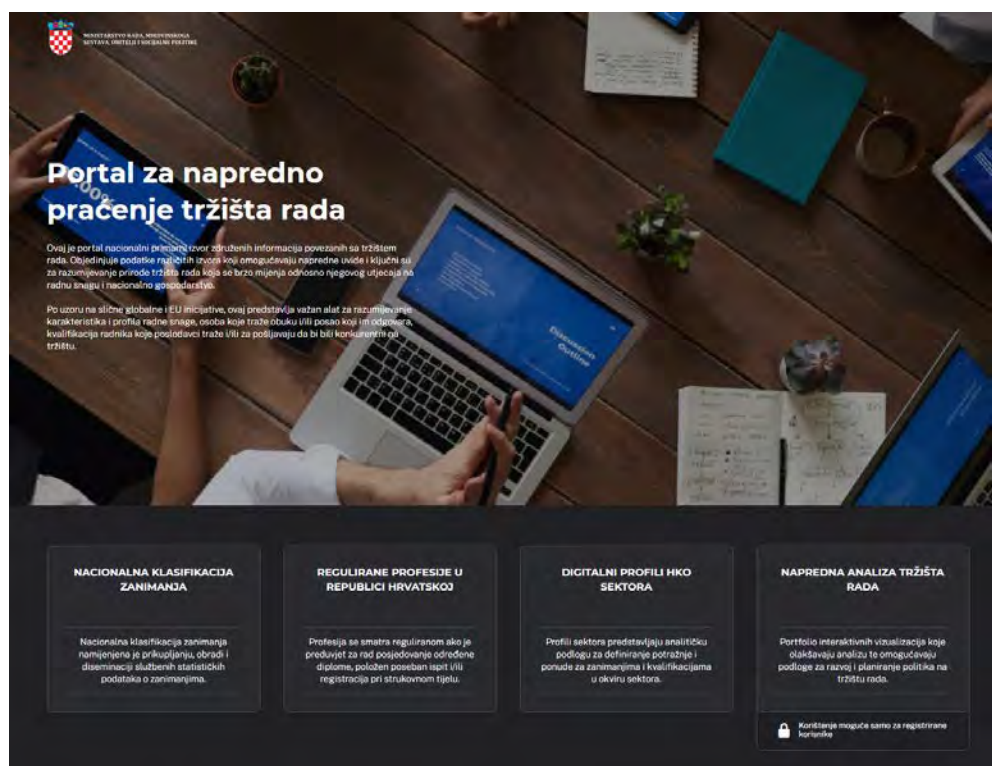 MINISTARSTVO RADA, MIROVINSKOGA
SUSTAVA, OBITELJI I SOCIJALNE POLITIKE
Portal za napredno
praćenje tržišta rada
Ovaj je portal nacionalni primarni izvor združenih informacija povezanih sa tržištem
rada. Objedinjuje podatke različitih izvora koji omogućavaju napredne uvide i ključni su
za razumijevanje prirode tržišta rada koja se brzo mijenja odnosno njegovog utjecaja na
radnu snagu i nacionalno gospodarstvo.
Po uzoru na slične globalne i EU inicijative, ovaj predstavlja važan alat za razumijevanje
karakteristika i profila radne snage, osoba koje traže obuku i/ili posao koji im odgovara,
kvalifikacija radnika koje poslodavci traže i/ili za pošljavaju da bi bili konkurentni na
tržištu.
100%
Discussion
Outline
NACIONALNA KLASIFIKACIJA
ZANIMANJA
Nacionalna klasifikacija zanimanja
namijenjena je prikupljanju, obradi i
diseminaciji službenih statističkih
podataka o zanimanjima.
REGULIRANE PROFESIJE U
REPUBLICI HRVATSKOJ
Profesija se smatra reguliranom ako je
preduvjet za rad posjedovanje određene
diplome, položen poseban ispit i/ili
registracija pri strukovnom tijelu.
DIGITALNI PROFILI HKO
SEKTORA
Profili sektora predstavljaju analitičku
podlogu za definiranje potražnje i
ponude za zanimanjima i kvalifikacijama
u okviru sektora.
NAPREDNA ANALIZA TRŽIŠTA
RADA
Portfolio interaktivnih vizualizacija koje
olakšavaju analizu te omogućavaju
podloge za razvoj i planiranje politika na
tržištu rada.
Korištenje moguće samo za registrirane
korisnike